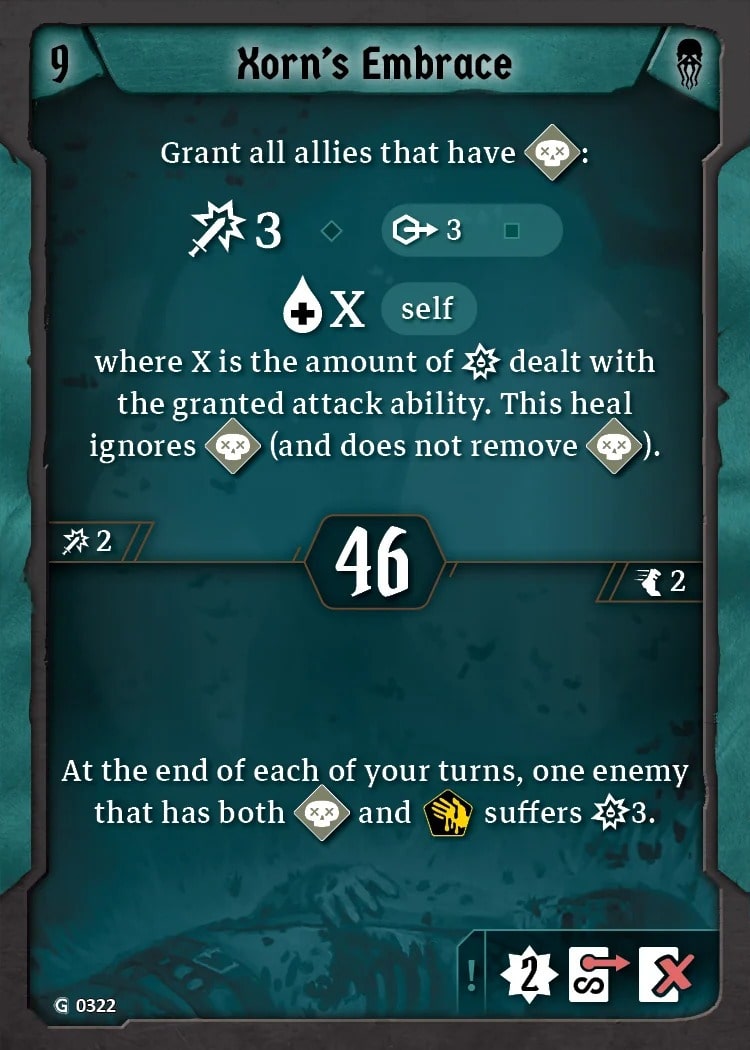 9
Xorn's Embrace
Grant all allies that have :
3 3
X self
where X is the amount of dealt with
the granted attack ability. This heal
ignores (and does not remove ).
2
46
2
At the end of each of your turns, one enemy
that has both and suffers 3.
! 2
G 0322